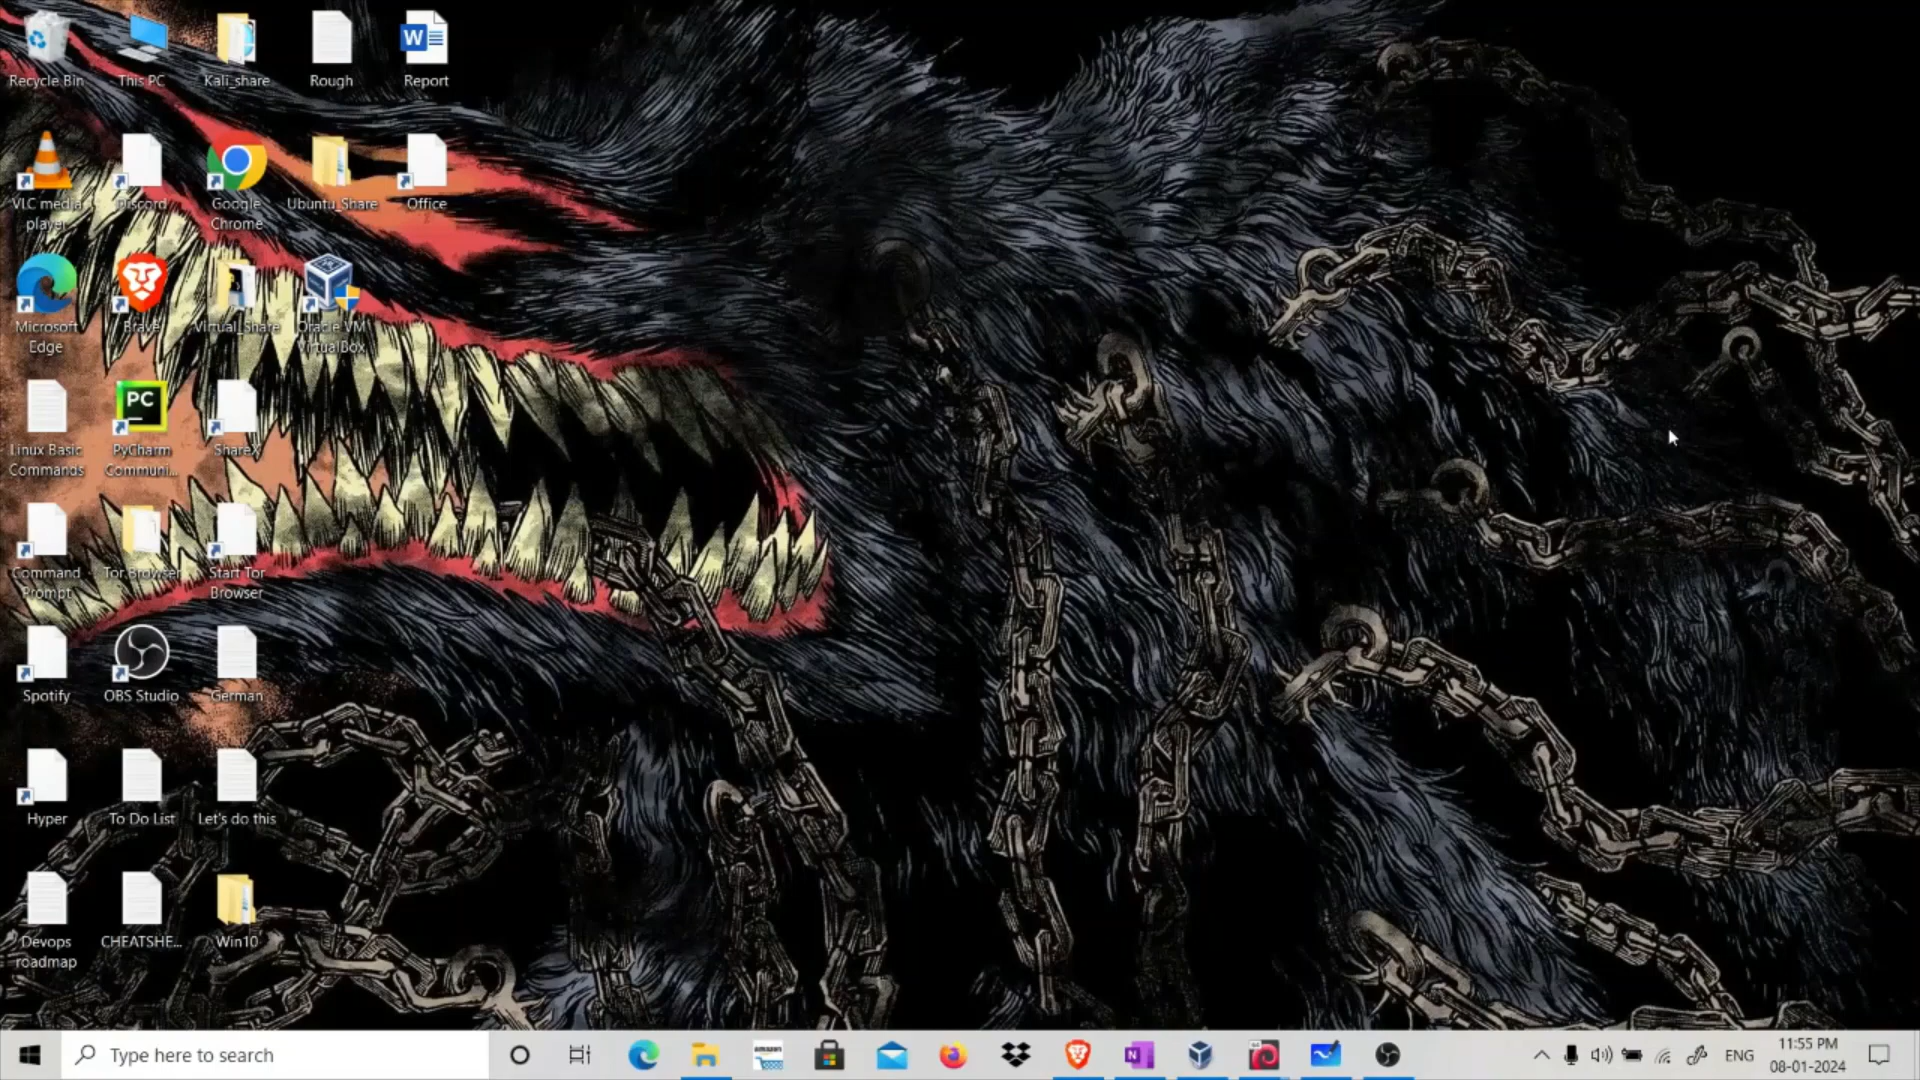 Recycle Bin
This PC
Kali_share
Rough
Report
VLC media
player
Discord
Google
Chrome
Ubuntu_Share
Office
Microsoft
Edge
Brave
Virtual_Share
Oracle VM
VirtualBox
Linux Basic
Commands
PC
PyCharm
Communi...
ShareX
Command
Prompt
Tor Browser
Start Tor
Browser
Spotify
OBS Studio
German
Hyper
To Do List
Let's do this
Devops
roadmap
CHEATSHE...
Win10
Type here to search
amazon
ENG
11:55 PM
08-01-2024